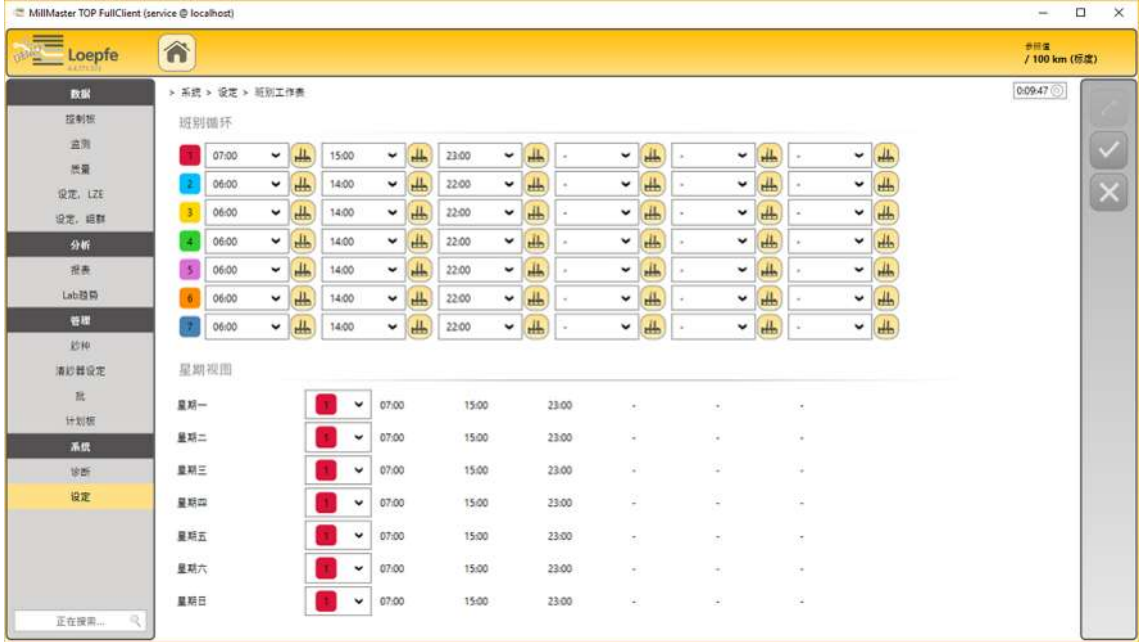 MillMaster TOP FullClient (service @ localhost)
DEMO
Loepfe
参照值
/ 100 km (标度)
数据
控制板
监测
质量
设定, LZE
设定, 组群
分析
报表
Lab趋势
管理
纱种
清纱器设定
批
计划板
系统
诊断
设定
正在搜索...
> 系统 > 设定 > 班别工作表
0:09:47
班别循环
1 07:00 15:00 23:00 - - -
2 06:00 14:00 22:00 - - -
3 06:00 14:00 22:00 - - -
4 06:00 14:00 22:00 - - -
5 06:00 14:00 22:00 - - -
6 06:00 14:00 22:00 - - -
7 06:00 14:00 22:00 - - -
星期视图
星期一 1 07:00 15:00 23:00 - - -
星期二 1 07:00 15:00 23:00 - - -
星期三 1 07:00 15:00 23:00 - - -
星期四 1 07:00 15:00 23:00 - - -
星期五 1 07:00 15:00 23:00 - - -
星期六 1 07:00 15:00 23:00 - - -
星期日 1 07:00 15:00 23:00 - - -